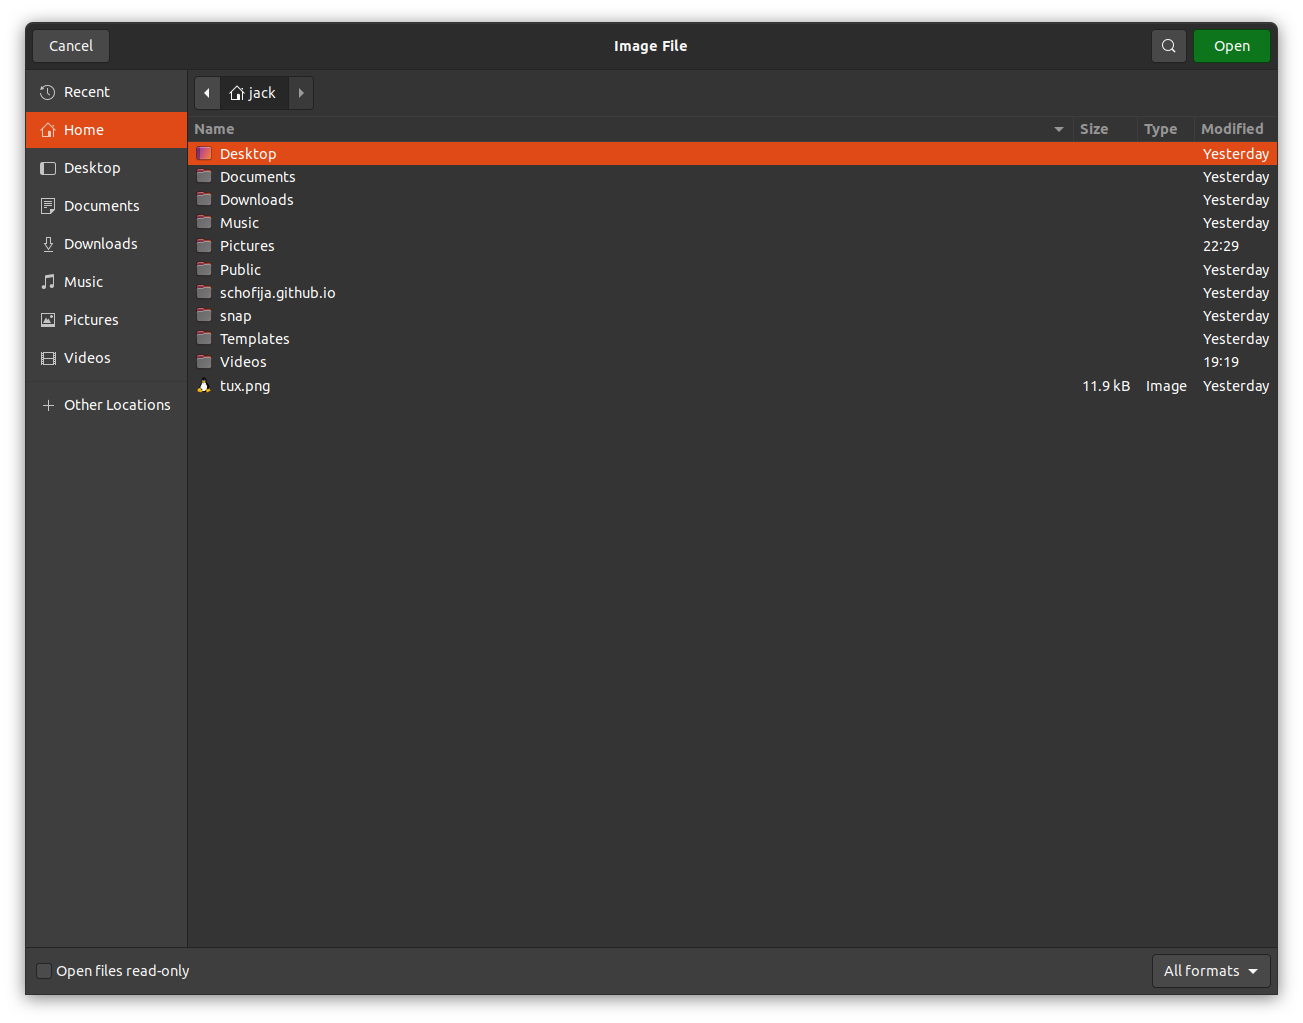 Cancel
Image File
Open
Recent
Home
Desktop
Documents
Downloads
Music
Pictures
Videos
Other Locations
jack
Name Size Type Modified
Desktop Yesterday
Documents Yesterday
Downloads Yesterday
Music Yesterday
Pictures 22:29
Public Yesterday
schofija.github.io Yesterday
snap Yesterday
Templates Yesterday
Videos 19:19
tux.png 11.9 kB Image Yesterday
Open files read-only
All formats